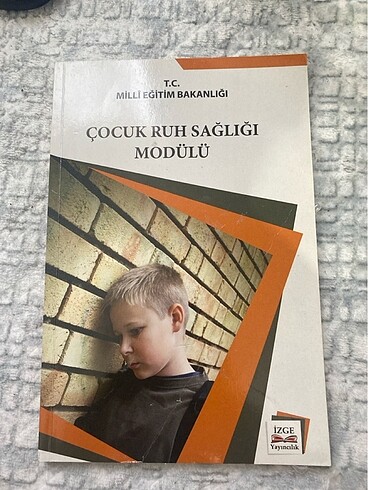 T.C.
MİLLİ EĞİTİM BAKANLIĞI
ÇOCUK RUH SAĞLIĞI
MODÜLÜ
İZGE
Yayıncılık